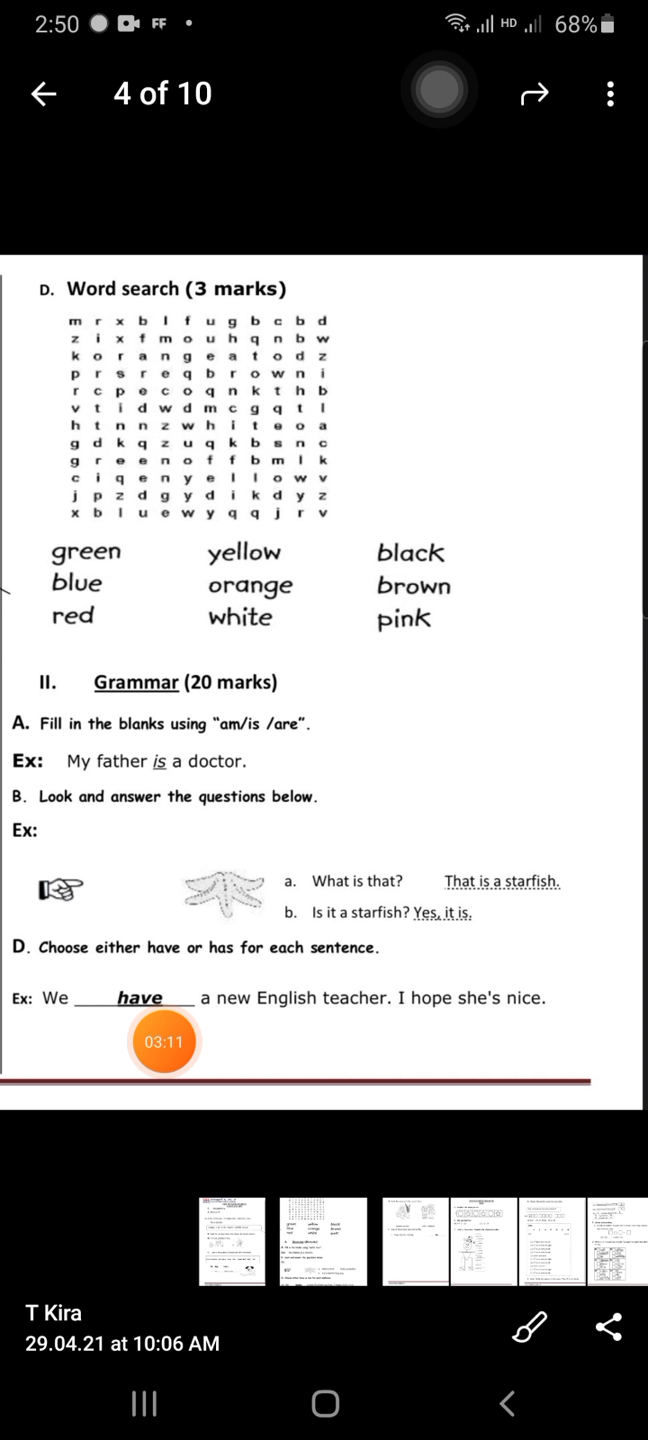 2:50 FF • HD 68%
4 of 10
D. Word search (3 marks)
m r x b l f u g b c b d
z i x f m o u h q n b w
k o r a n g e a t o d z
p r s r e q b r o w n i
r c p e c o q n k t h b
v t i d w d m c g q t l
h t n n z w h i t e o a
g d k q z u q k b s n c
g r e e n o f f b m l k
c i q e n y e l l o w v
j p z d g y d i k d y z
x b l u e w y q q j r v
green yellow black
blue orange brown
red white pink
II. Grammar (20 marks)
A. Fill in the blanks using “am/is /are”.
Ex: My father is a doctor.
B. Look and answer the questions below.
Ex:
a. What is that? That is a starfish.
b. Is it a starfish? Yes, it is.
D. Choose either have or has for each sentence.
Ex: We ____have____ a new English teacher. I hope she's nice.
03:11
T Kira
29.04.21 at 10:06 AM